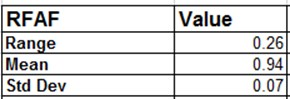 RFAF Value
Range 0.26
Mean 0.94
Std Dev 0.07